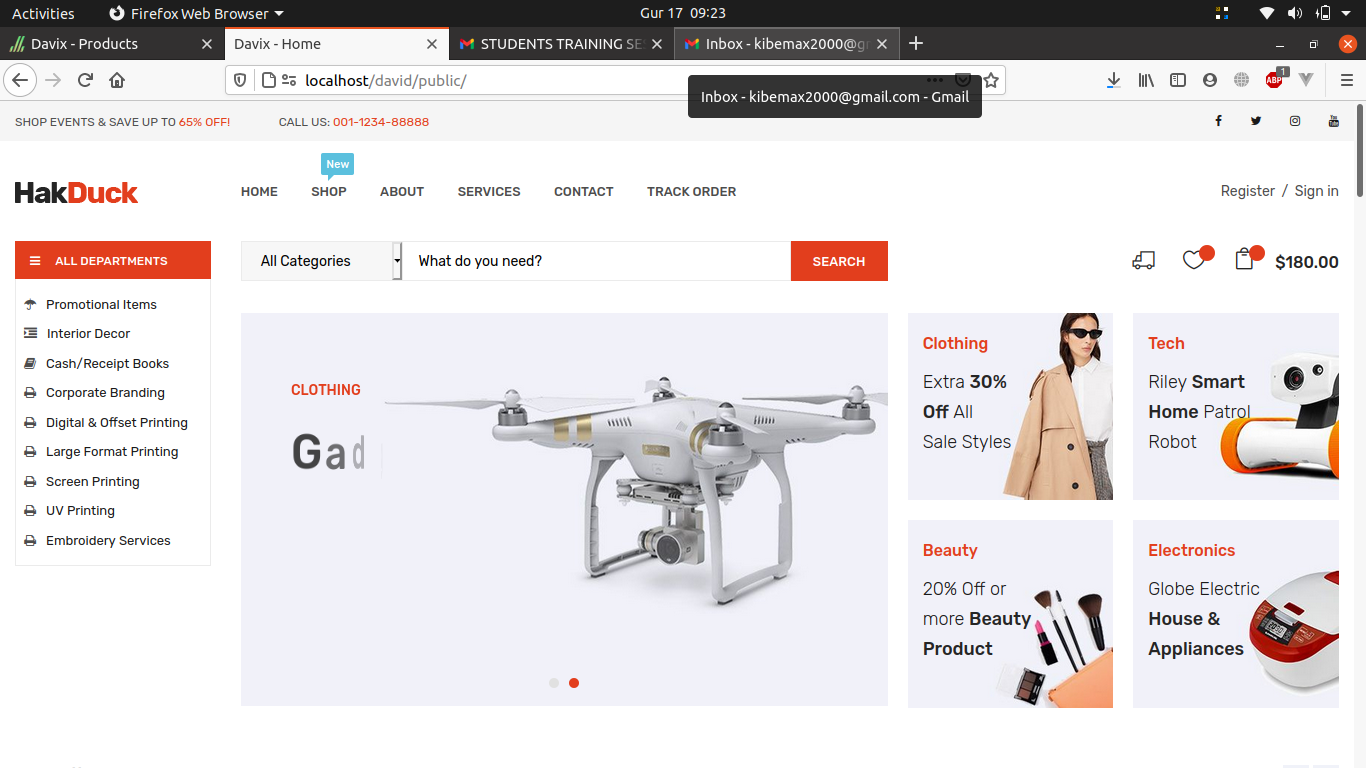 Activities Firefox Web Browser Gur 17 09:23
Davix - Products Davix - Home STUDENTS TRAINING SE Inbox - kibemax2000@g
localhost/david/public/ ABP 1
Inbox - kibemax2000@gmail.com - Gmail
SHOP EVENTS & SAVE UP TO 65% OFF! CALL US: 001-1234-88888
New
HakDuck HOME SHOP ABOUT SERVICES CONTACT TRACK ORDER Register / Sign in
ALL DEPARTMENTS All Categories What do you need? SEARCH $180.00
Promotional Items
Interior Decor
Cash/Receipt Books
Corporate Branding
Digital & Offset Printing
Large Format Printing
Screen Printing
UV Printing
Embroidery Services
CLOTHING
Gad
Clothing
Extra 30%
Off All
Sale Styles
Tech
Riley Smart
Home Patrol
Robot
Beauty
20% Off or
more Beauty
Product
Electronics
Globe Electric
House &
Appliances